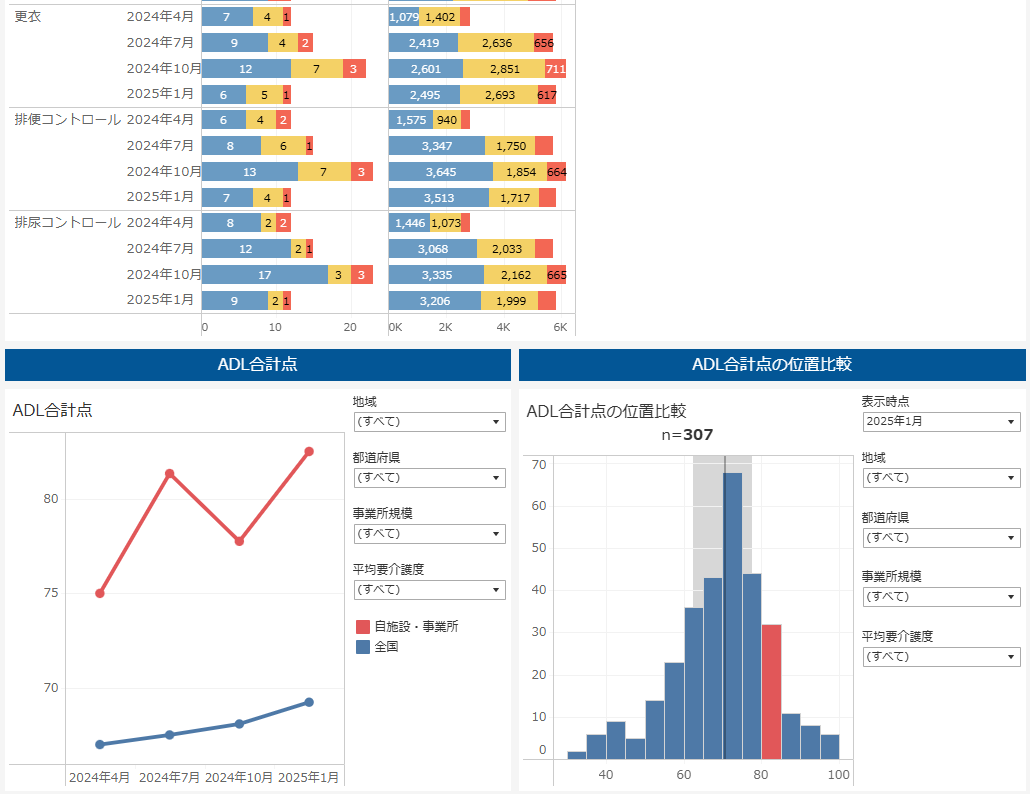 更衣 2024年4月 7 4 1 1,079 1,402
2024年7月 9 4 2 2,419 2,636 656
2024年10月 12 7 3 2,601 2,851 711
2025年1月 6 5 1 2,495 2,693 617
排便コントロール 2024年4月 6 4 2 1,575 940
2024年7月 8 6 1 3,347 1,750
2024年10月 13 7 3 3,645 1,854 664
2025年1月 7 4 1 3,513 1,717
排尿コントロール 2024年4月 8 2 2 1,446 1,073
2024年7月 12 2 1 3,068 2,033
2024年10月 17 3 3 3,335 2,162 665
2025年1月 9 2 1 3,206 1,999
0 10 20 0K 2K 4K 6K
ADL合計点
ADL合計点
80
75
70
2024年4月 2024年7月 2024年10月 2025年1月
地域
(すべて)
都道府県
(すべて)
事業所規模
(すべて)
平均要介護度
(すべて)
自施設・事業所
全国
ADL合計点の位置比較
ADL合計点の位置比較
n=307
70
60
50
40
30
20
10
0
40 60 80 100
表示時点
2025年1月
地域
(すべて)
都道府県
(すべて)
事業所規模
(すべて)
平均要介護度
(すべて)